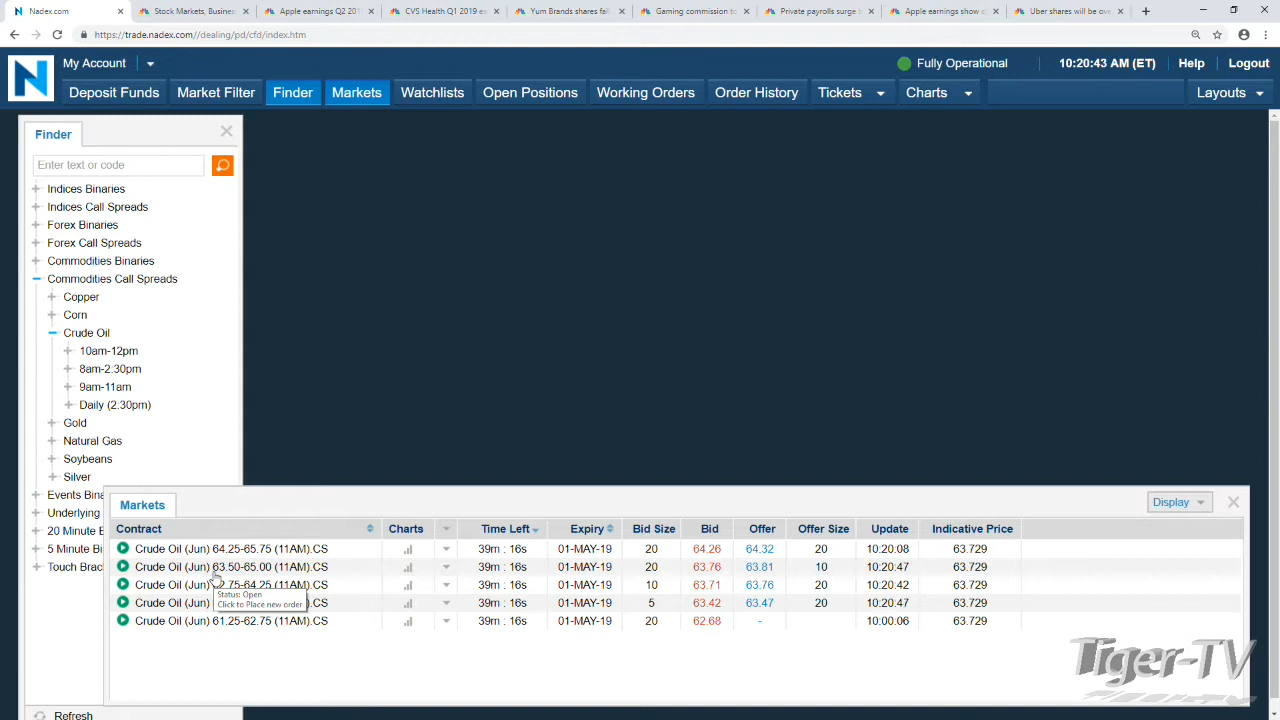 Nadex.com
Stock Markets, Busines
Apple earnings Q2 201
CVS Health Q1 2019 ea
Yum Brands shares fal
Gaming commission to
Private payrolls surge b
Apple earnings show c
Uber shares will be ove
https://trade.nadex.com//dealing/pd/cfd/index.htm
N
My Account
Fully Operational
10:20:43 AM (ET)
Help
Logout
Deposit Funds
Market Filter
Finder
Markets
Watchlists
Open Positions
Working Orders
Order History
Tickets
Charts
Layouts
Finder
Enter text or code
Indices Binaries
Indices Call Spreads
Forex Binaries
Forex Call Spreads
Commodities Binaries
Commodities Call Spreads
Copper
Corn
Crude Oil
10am-12pm
8am-2:30pm
9am-11am
Daily (2:30pm)
Gold
Natural Gas
Soybeans
Silver
Events Bina
Underlying
20 Minute B
5 Minute Bi
Touch Brac
Refresh
Markets
Display
Contract Charts Time Left Expiry Bid Size Bid Offer Offer Size Update Indicative Price
Crude Oil (Jun) 64.25-65.75 (11AM).CS 39m : 16s 01-MAY-19 20 64.26 64.32 20 10:20:08 63.729
Crude Oil (Jun) 63.50-65.00 (11AM).CS 39m : 16s 01-MAY-19 20 63.76 63.81 10 10:20:47 63.729
Crude Oil (Jun) 62.75-64.25 (11AM).CS 39m : 16s 01-MAY-19 10 63.71 63.76 20 10:20:42 63.729
Crude Oil (Jun) (11AM).CS 39m : 16s 01-MAY-19 5 63.42 63.47 20 10:20:47 63.729
Crude Oil (Jun) 61.25-62.75 (11AM).CS 39m : 16s 01-MAY-19 20 62.68 - 10:00:06 63.729
Status: Open
Click to Place new order
Tiger-TV